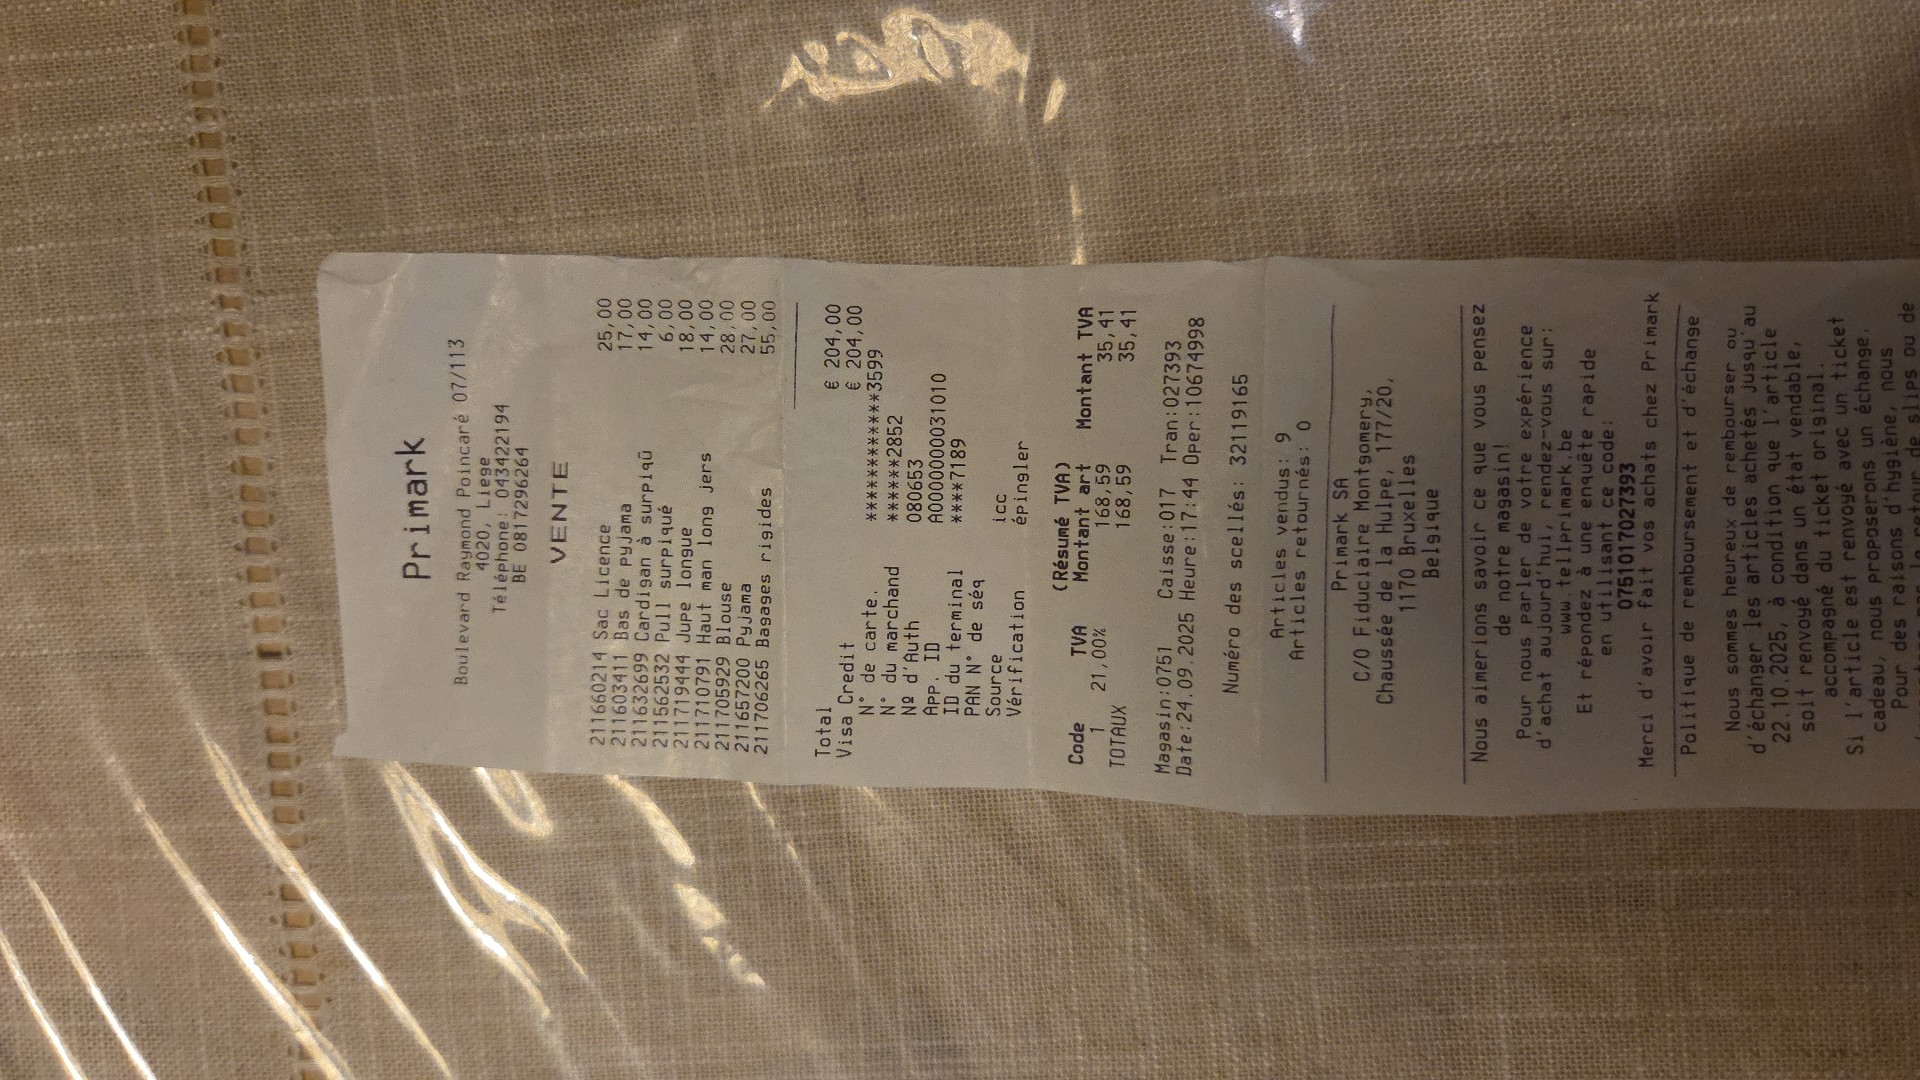 Primark
Boulevard Raymond Poincaré 07/113
4020, Liege
Téléphone: 043422194
BE 0817296264
VENTE
211660214 Sac Licence 25,00
211603411 Bas de Pyjama 17,00
211632699 Cardigan à surpiqû 14,00
211562532 Pull surpiqué 6,00
211719444 Jupe longue 18,00
211710791 Haut man long jers 14,00
211705929 Blouse 28,00
211657200 Pyjama 27,00
211706265 Bagages rigides 55,00
Total € 204,00
Visa Credit € 204,00
N° de carte. ************3599
N° du marchand ******2852
Nº d'Auth 080653
App. ID A0000000031010
ID du terminal ****7189
PAN N° de séq
Source icc
Vérification épingler
(Résumé TVA)
Code TVA Montant art Montant TVA
1 21,00% 168,59 35,41
TOTAUX 168,59 35,41
Magasin:0751 Caisse:017 Tran:027393
Date:24.09.2025 Heure:17:44 Oper:10674998
Numéro des scellés: 32119165
Articles vendus: 9
Articles retournés: 0
Primark SA
C/O Fiduciaire Montgomery,
Chaussée de la Hulpe, 177/20,
1170 Bruxelles
Belgique
Nous aimerions savoir ce que vous pensez
de notre magasin!
Pour nous parler de votre expérience
d'achat aujourd'hui, rendez-vous sur:
www.tellprimark.be
Et répondez à une enquête rapide
en utilisant ce code:
0751017027393
Merci d'avoir fait vos achats chez Primark
Politique de remboursement et d'échange
Nous sommes heureux de rembourser ou
d'échanger les articles achetés jusqu'au
22.10.2025, à condition que l'article
soit renvoyé dans un état vendable,
accompagné du ticket original.
Si l'article est renvoyé avec un ticket
cadeau, nous proposerons un échange.
Pour des raisons d'hygiène, nous
retour de slips ou de